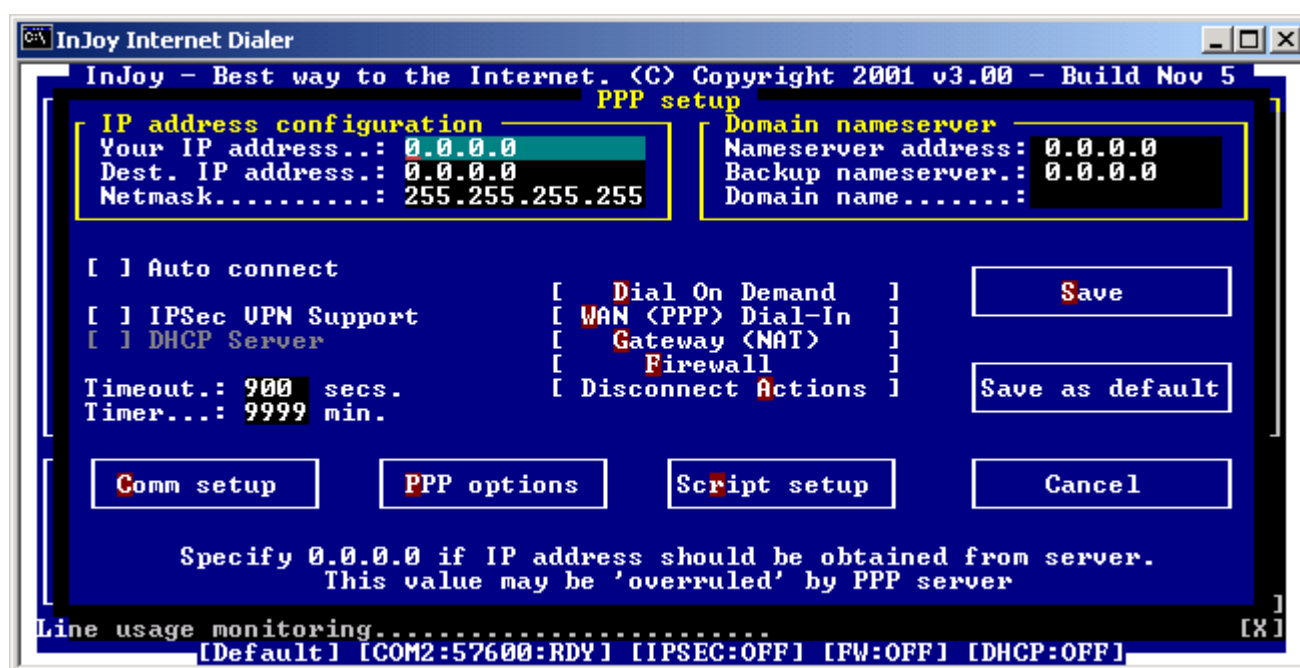 InJoy Internet Dialer
InJoy - Best way to the Internet. (C) Copyright 2001 v3.00 - Build Nov 5
PPP setup
IP address configuration
Your IP address..: 0.0.0.0
Dest. IP address.: 0.0.0.0
Netmask..........: 255.255.255.255
Domain nameserver
Nameserver address: 0.0.0.0
Backup nameserver.: 0.0.0.0
Domain name.......:
[ ] Auto connect
[ ] IPSec VPN Support
[ ] DHCP Server
Timeout.: 900 secs.
Timer...: 9999 min.
[ Dial On Demand ]
[ WAN (PPP) Dial-In ]
[ Gateway (NAT) ]
[ Firewall ]
[ Disconnect Actions ]
Save
Save as default
Comm setup
PPP options
Script setup
Cancel
Specify 0.0.0.0 if IP address should be obtained from server.
This value may be 'overruled' by PPP server
Line usage monitoring......................... [X]
[Default] [COM2:57600:RDY] [IPSEC:OFF] [FW:OFF] [DHCP:OFF]